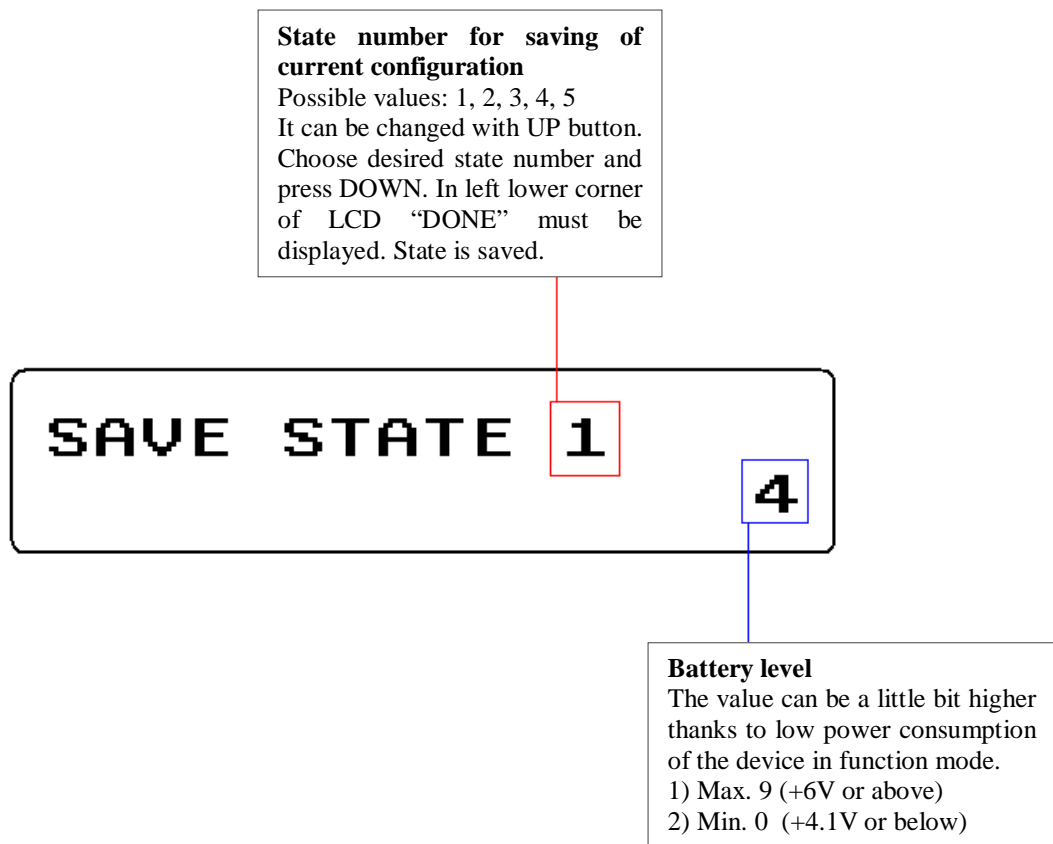 State number for saving of
current configuration
Possible values: 1, 2, 3, 4, 5
It can be changed with UP button.
Choose desired state number and
press DOWN. In left lower corner
of LCD “DONE” must be
displayed. State is saved.
SAVE STATE 1
4
Battery level
The value can be a little bit higher
thanks to low power consumption
of the device in function mode.
1) Max. 9 (+6V or above)
2) Min. 0 (+4.1V or below)